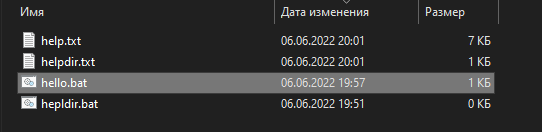 Имя Дата изменения Размер
help.txt 06.06.2022 20:01 7 КБ
helpdir.txt 06.06.2022 20:01 1 КБ
hello.bat 06.06.2022 19:57 1 КБ
hepldir.bat 06.06.2022 19:51 0 КБ